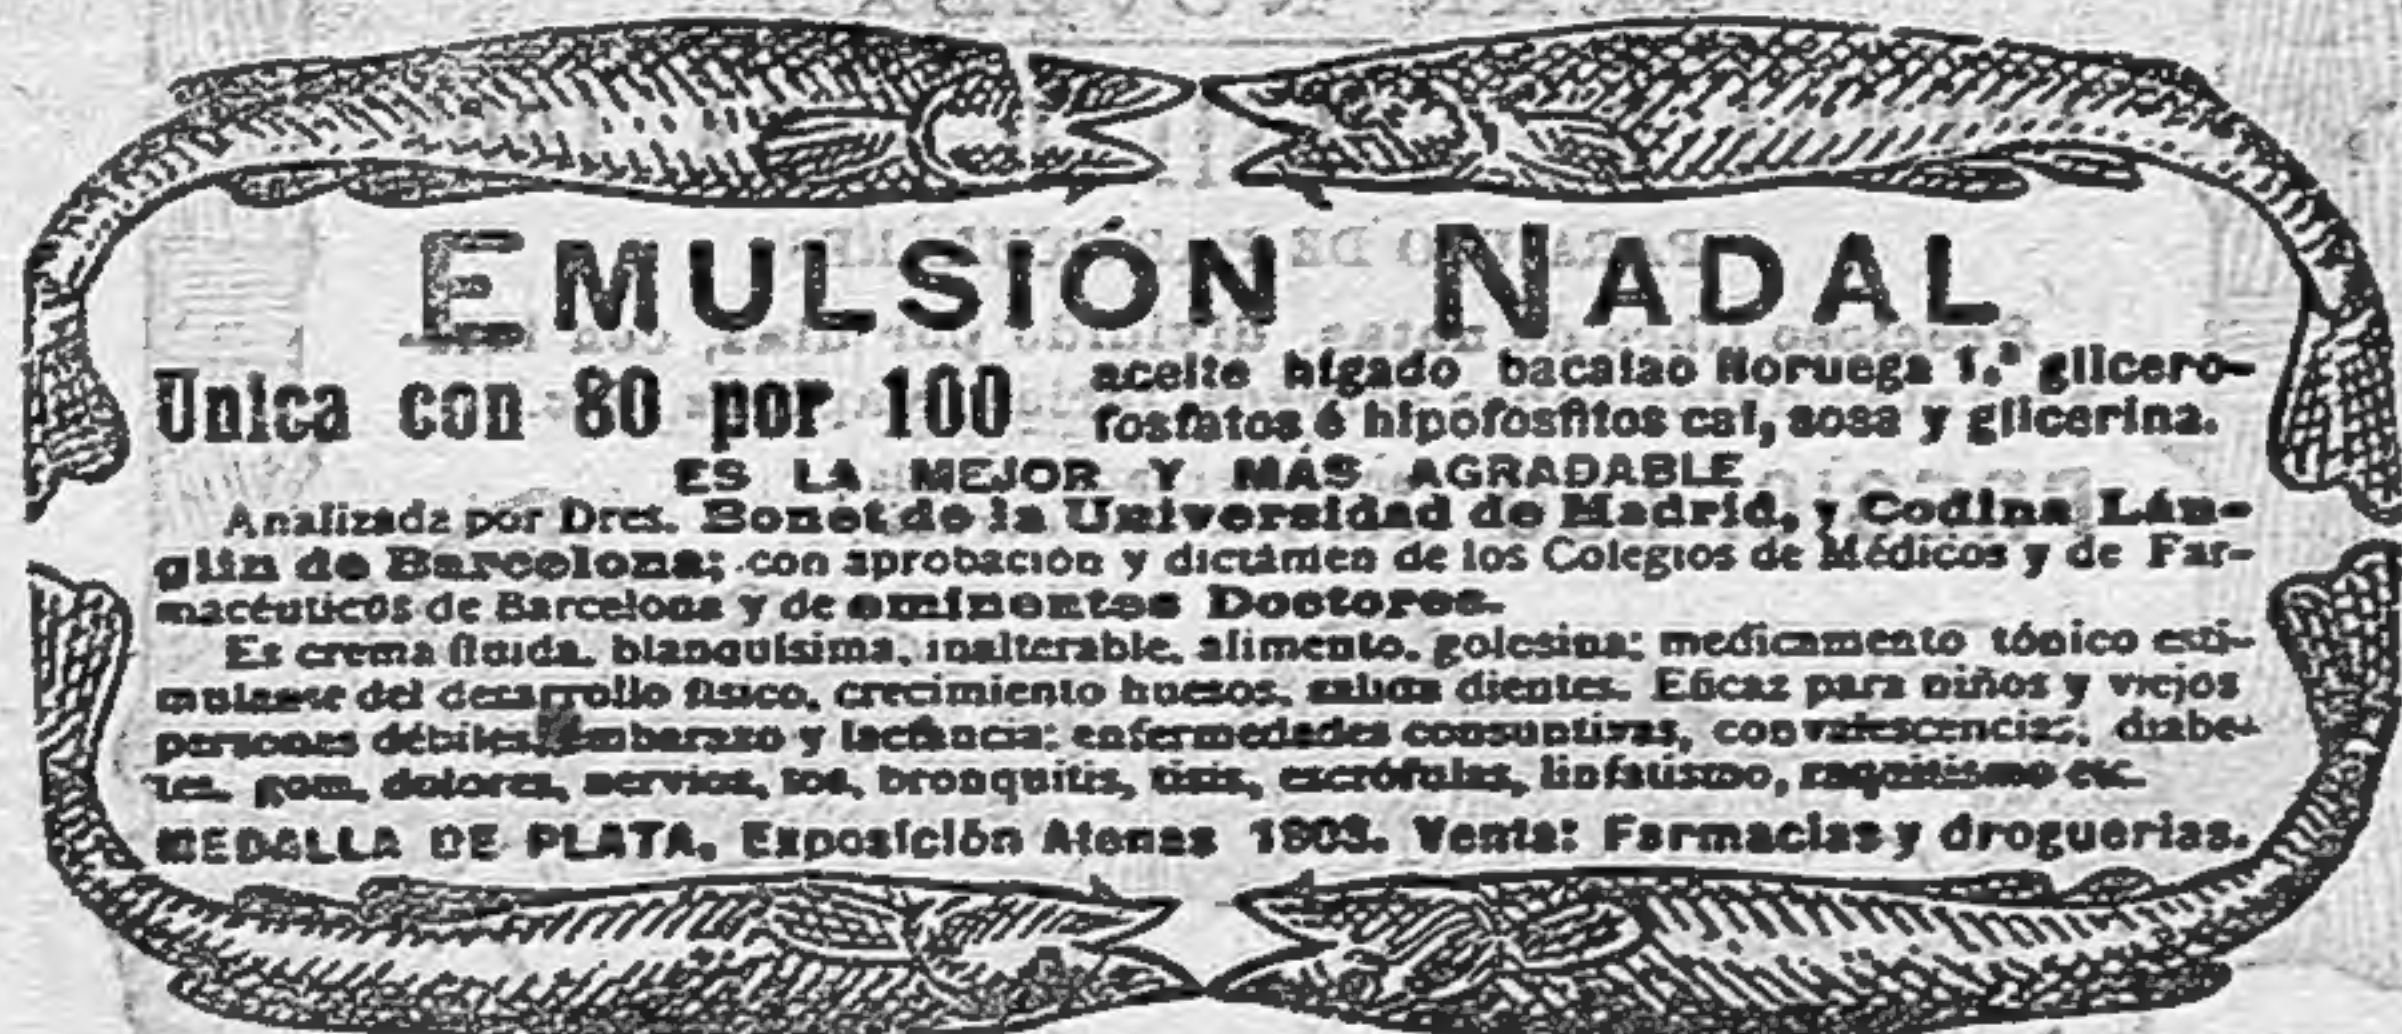 EMULSIÓN NADAL
Unica con 80 por 100 aceite hígado bacalao Noruega 1.ª glicero-
fosfatos é hipofosfitos cal, sosa y glicerina.
ES LA MEJOR Y MÁS AGRADABLE
Analizada por Dres. Bonet de la Universidad de Madrid, y Codina Lán-
glin de Barcelona; con aprobación y dictámen de los Colegios de Médicos y de Far-
macéuticos de Barcelona y de eminentes Doctores.
Es crema fluida, blanquísima, inalterable, alimento, golosina; medicamento tónico esti-
mulante del desarrollo físico, crecimiento huesos, salida dientes. Eficaz para niños y viejos
personas débiles, embarazo y lactancia; enfermedades consuntivas, convalescencias, diabe-
tes, dolores, nervios, tos, bronquitis, tisis, escrófulas, linfatismo, raquitismo etc.
MEDALLA DE PLATA, Exposición Atenas 1903. Venta: Farmacias y droguerias.